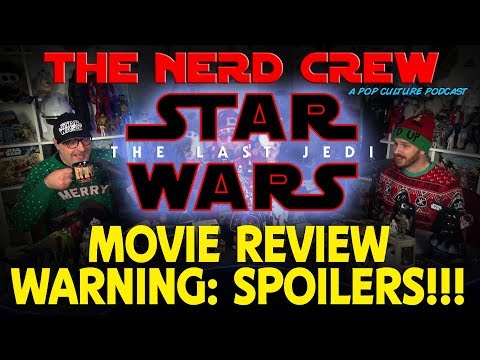 THE NERD CREW
A POP CULTURE PODCAST
STAR
THE LAST JEDI
WARS
MERRY
MOVIE REVIEW
WARNING: SPOILERS!!!